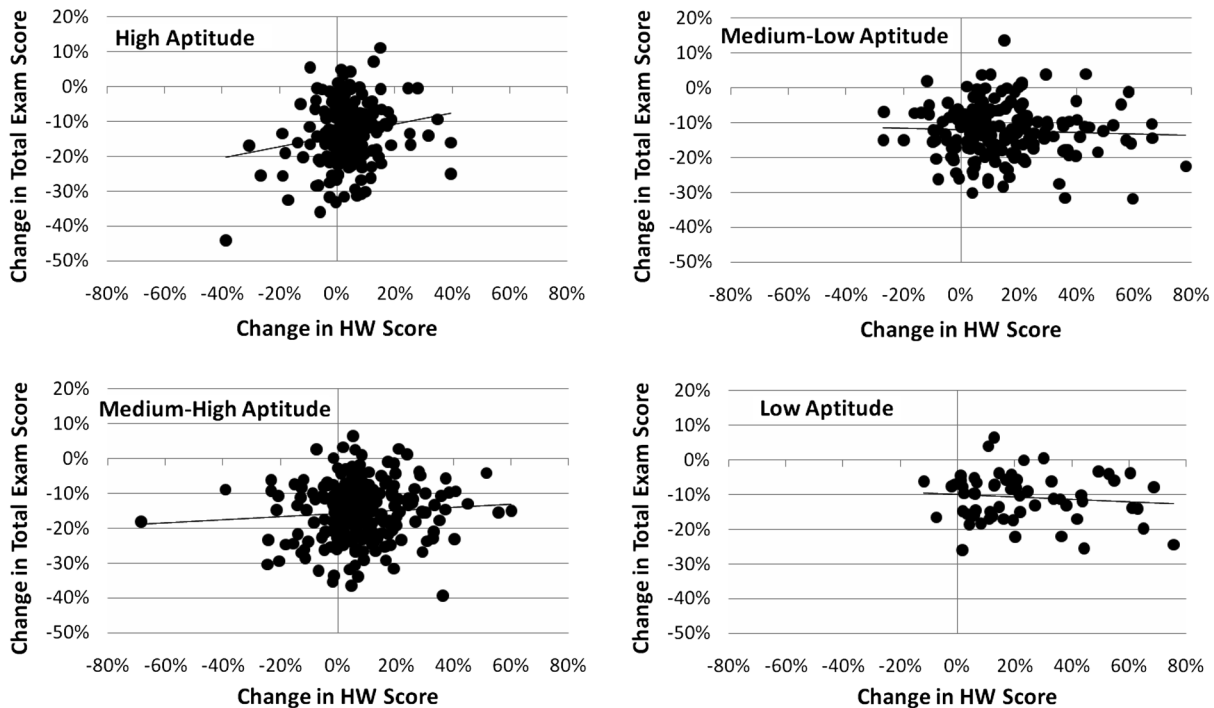 High Aptitude
Change in Total Exam Score
20%
10%
0%
-10%
-20%
-30%
-40%
-50%
-80% -60% -40% -20% 0% 20% 40% 60% 80%
Change in HW Score
Medium-Low Aptitude
Change in Total Exam Score
20%
10%
0%
-10%
-20%
-30%
-40%
-50%
-80% -60% -40% -20% 0% 20% 40% 60% 80%
Change in HW Score
Medium-High Aptitude
Change in Total Exam Score
20%
10%
0%
-10%
-20%
-30%
-40%
-50%
-80% -60% -40% -20% 0% 20% 40% 60% 80%
Change in HW Score
Low Aptitude
Change in Total Exam Score
20%
10%
0%
-10%
-20%
-30%
-40%
-50%
-80% -60% -40% -20% 0% 20% 40% 60% 80%
Change in HW Score